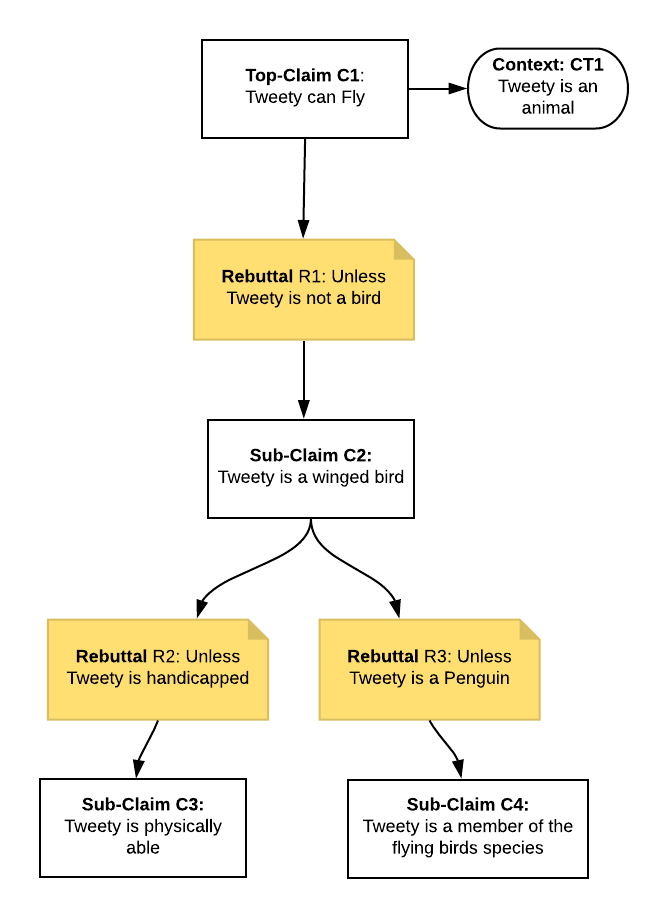 Top-Claim C1:
Tweety can Fly
Context: CT1
Tweety is an
animal
Rebuttal R1: Unless
Tweety is not a bird
Sub-Claim C2:
Tweety is a winged bird
Rebuttal R2: Unless
Tweety is handicapped
Rebuttal R3: Unless
Tweety is a Penguin
Sub-Claim C3:
Tweety is physically
able
Sub-Claim C4:
Tweety is a member of the
flying birds species